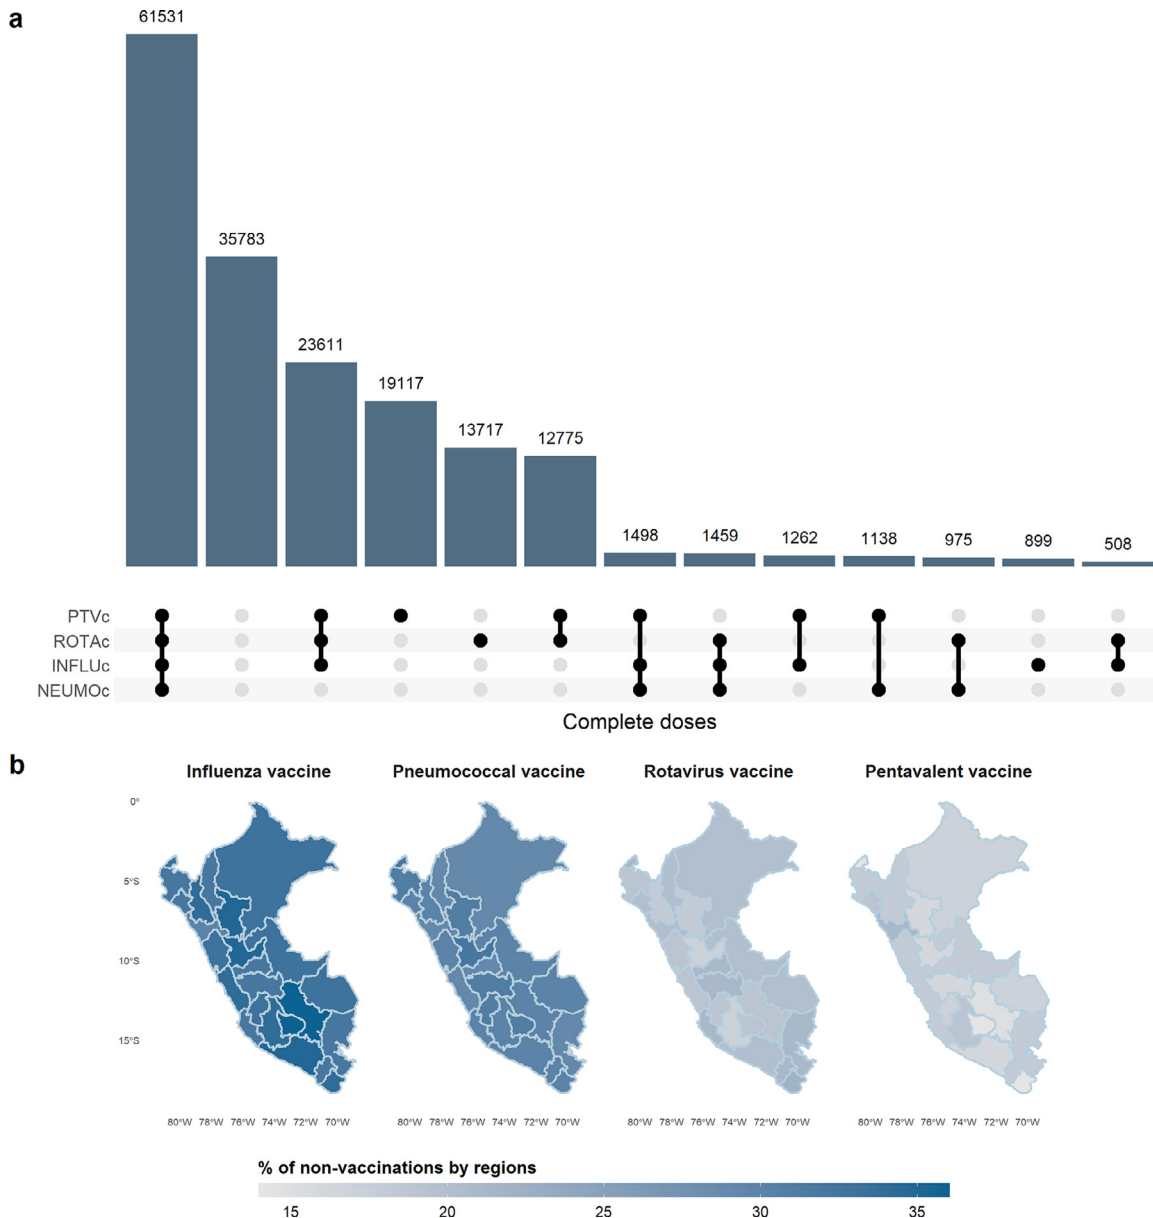 a
61531
35783
23611
19117
13717
12775
1498
1459
1262
1138
975
899
508
PTVc
ROTAc
INFLUc
NEUMOc
Complete doses
b
Influenza vaccine
Pneumococcal vaccine
Rotavirus vaccine
Pentavalent vaccine
0°
5°S
10°S
15°S
80°W 78°W 76°W 74°W 72°W 70°W
80°W 78°W 76°W 74°W 72°W 70°W
80°W 78°W 76°W 74°W 72°W 70°W
80°W 78°W 76°W 74°W 72°W 70°W
% of non-vaccinations by regions
15 20 25 30 35